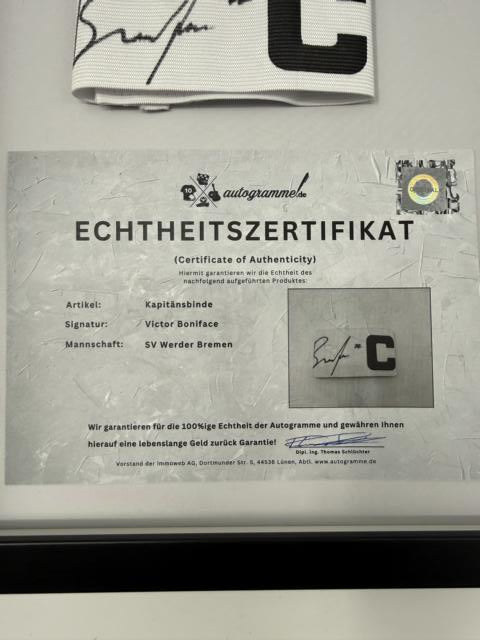 C
10
autogramme.de
ORIGINAL
ECHTHEITSZERTIFIKAT
(Certificate of Authenticity)
Hiermit garantieren wir die Echtheit des
nachfolgend aufgeführten Produktes:
Artikel: Kapitänsbinde
Signatur: Victor Boniface
Mannschaft: SV Werder Bremen
C
Wir garantieren für die 100%ige Echtheit der Autogramme und gewähren Ihnen
hierauf eine lebenslange Geld zurück Garantie!
Dipl. Ing. Thomas Schlüchter
Vorstand der Immoweb AG, Dortmunder Str. 5, 44536 Lünen, Abtl. www.autogramme.de